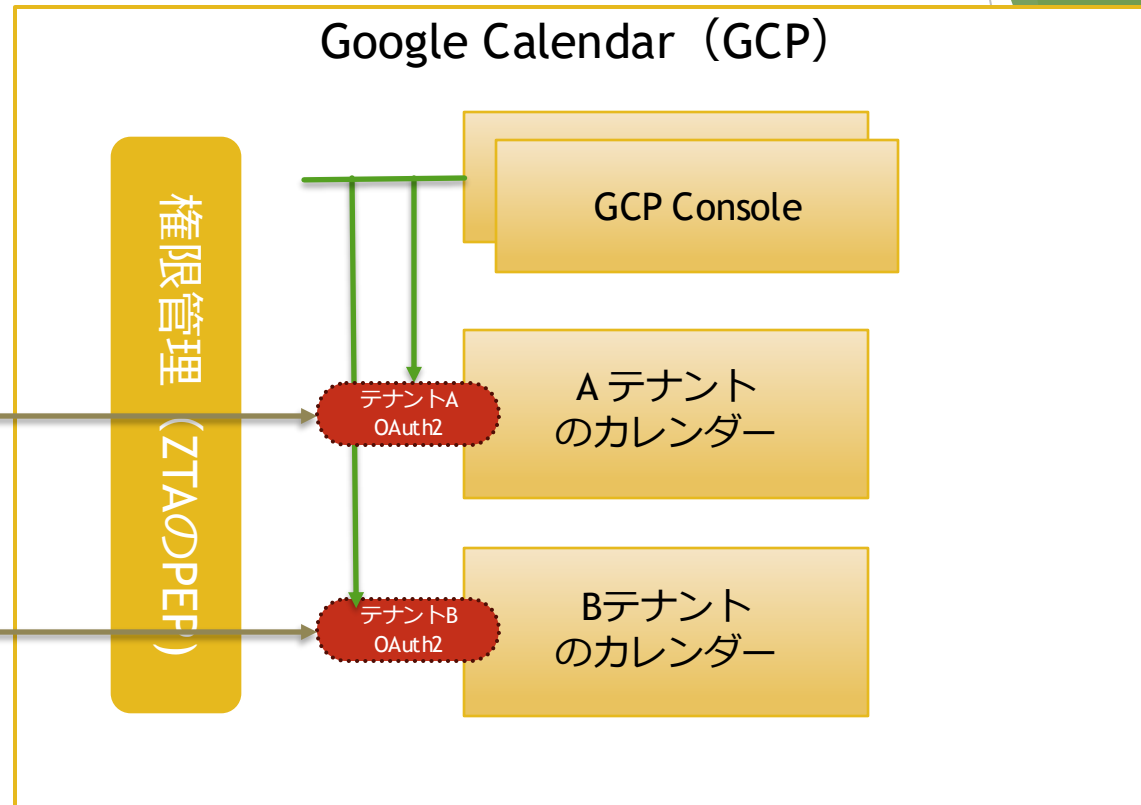 Google Calendar（GCP）
権限管理（ZTAのPEP）
GCP Console
テナントA
OAuth2
A テナント
のカレンダー
テナントB
OAuth2
Bテナント
のカレンダー